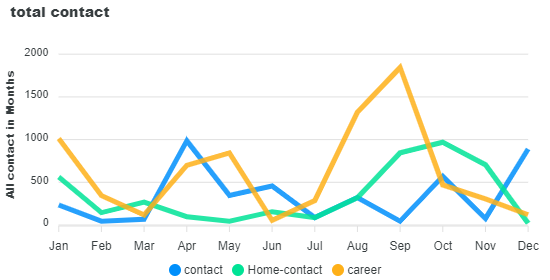 total contact
All contact in Months
2000
1500
1000
500
0
Jan Feb Mar Apr May Jun Jul Aug Sep Oct Nov Dec
contact Home-contact career